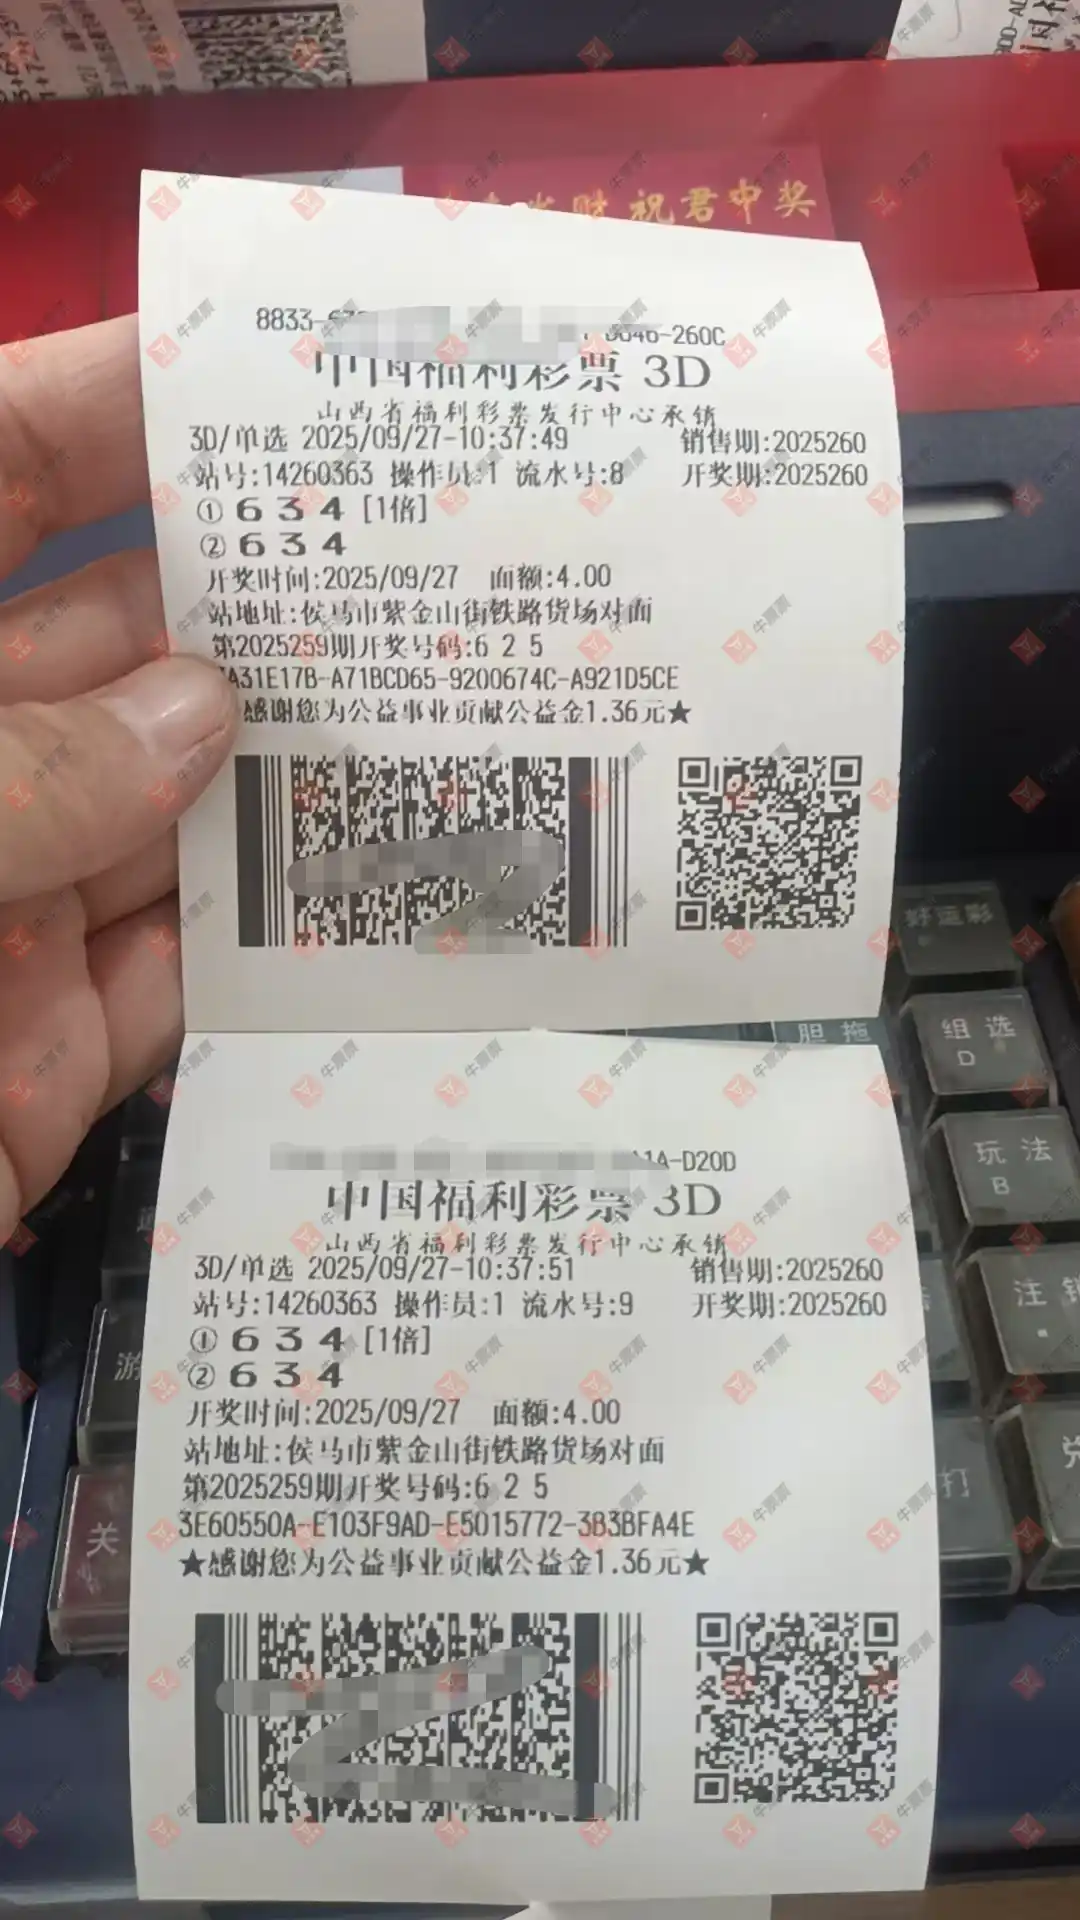 祝君中奖
8833-
-260C
中国福利彩票 3D
山西省福利彩票发行中心承销
3D/单选 2025/09/27-10:37:49 销售期:2025260
站号:14260363 操作员:1 流水号:8 开奖期:2025260
① 6 3 4 [1倍]
② 6 3 4
开奖时间:2025/09/27 面额:4.00
站地址:侯马市紫金山街铁路货场对面
第2025259期开奖号码:6 2 5
A31E17B-A71BCD65-9200674C-A921D5CE
感谢您为公益事业贡献公益金1.36元★
好运彩
胆拖
组选
D
玩法
B
-D20D
中国福利彩票 3D
山西省福利彩票发行中心承销
3D/单选 2025/09/27-10:37:51 销售期:2025260
站号:14260363 操作员:1 流水号:9 开奖期:2025260
① 6 3 4 [1倍]
② 6 3 4
开奖时间:2025/09/27 面额:4.00
站地址:侯马市紫金山街铁路货场对面
第2025259期开奖号码:6 2 5
3E60550A-E103F9AD-E5015772-3B3BFA4E
★感谢您为公益事业贡献公益金1.36元★
注
游
打
关
牛票票